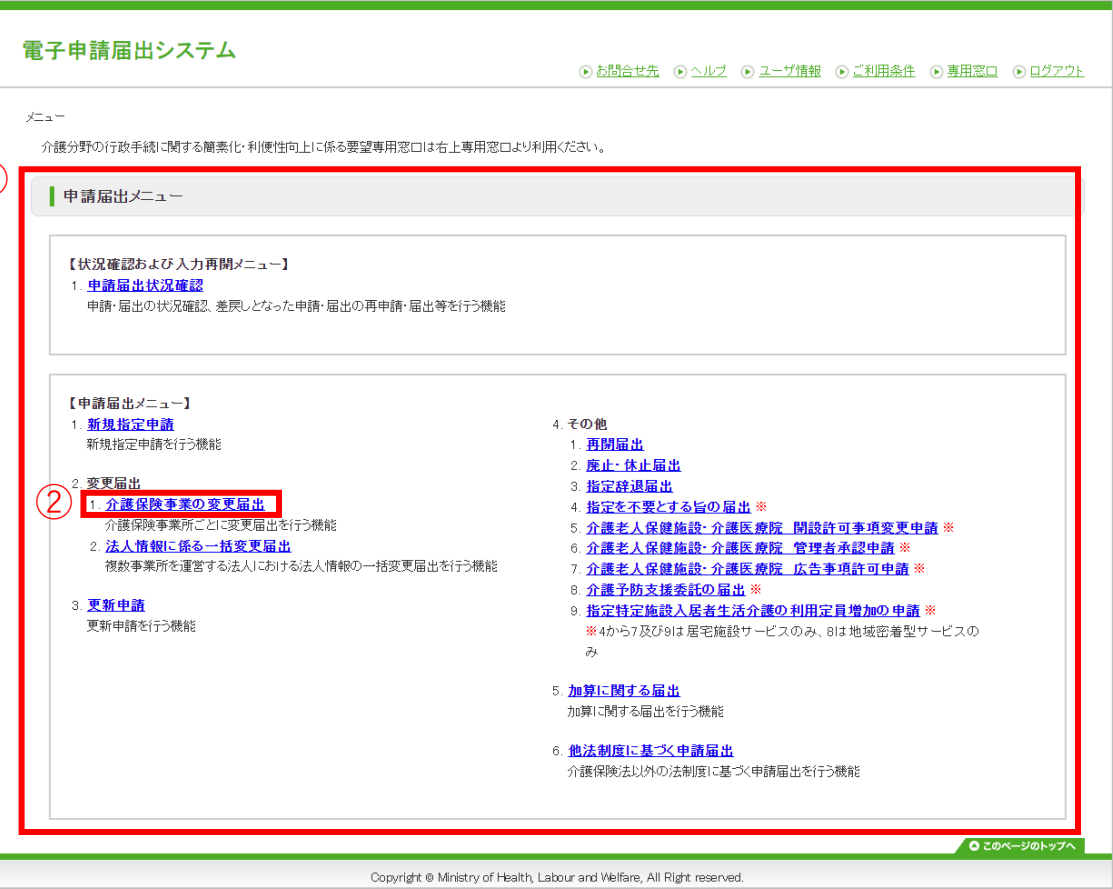 電子申請届出システム
お問合せ先 ヘルプ ユーザ情報 ご利用条件 専用窓口 ログアウト
メニュー
介護分野の行政手続に関する簡素化・利便性向上に係る要望専用窓口は右上専用窓口より利用ください。
申請届出メニュー
【状況確認および入力再開メニュー】
1. 申請届出状況確認
申請・届出の状況確認、差戻しとなった申請・届出の再申請・届出等を行う機能
【申請届出メニュー】
1. 新規指定申請
新規指定申請を行う機能
2. 変更届出
②
1. 介護保険事業の変更届出
介護保険事業所ごとに変更届出を行う機能
2. 法人情報に係る一括変更届出
複数事業所を運営する法人における法人情報の一括変更届出を行う機能
3. 更新申請
更新申請を行う機能
4. その他
1. 再開届出
2. 廃止・休止届出
3. 指定辞退届出
4. 指定を不要とする旨の届出 ※
5. 介護老人保健施設・介護医療院　開設許可事項変更申請 ※
6. 介護老人保健施設・介護医療院　管理者承認申請 ※
7. 介護老人保健施設・介護医療院　広告事項許可申請 ※
8. 介護予防支援委託の届出 ※
9. 指定特定施設入居者生活介護の利用定員増加の申請 ※
※4から7及び9は居宅施設サービスのみ、8は地域密着型サービスの
み
5. 加算に関する届出
加算に関する届出を行う機能
6. 他法制度に基づく申請届出
介護保険法以外の法制度に基づく申請届出を行う機能
このページのトップへ
Copyright © Ministry of Health, Labour and Welfare, All Right reserved.